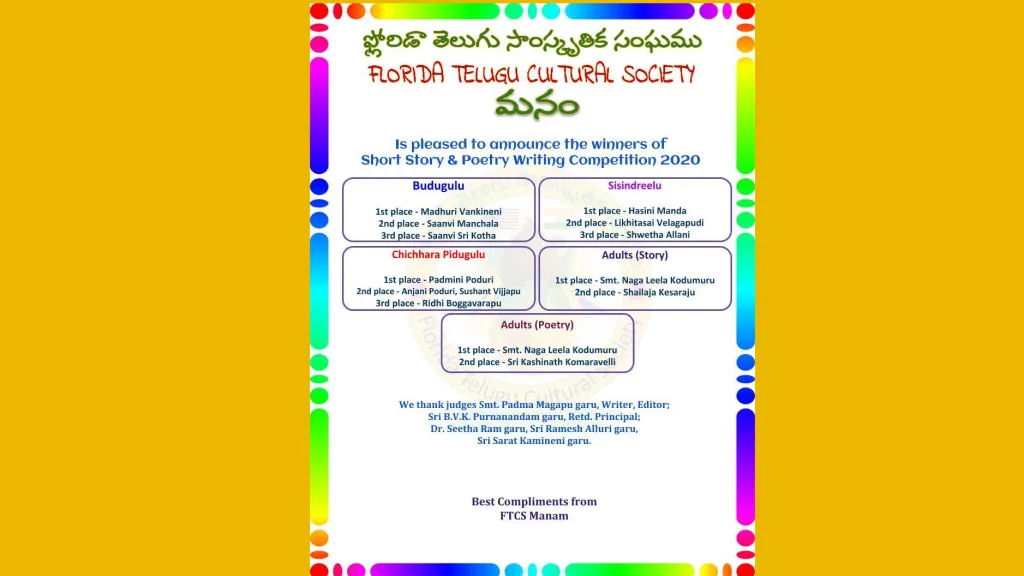 ఫ్లోరిడా తెలుగు సాంస్కృతిక సంఘము
FLORIDA TELUGU CULTURAL SOCIETY
మనం
Is pleased to announce the winners of
Short Story & Poetry Writing Competition 2020
Budugulu
1st place - Madhuri Vankineni
2nd place - Saanvi Manchala
3rd place - Saanvi Sri Kotha
Sisindreelu
1st place - Hasini Manda
2nd place - Likhitasai Velagapudi
3rd place - Shwetha Allani
Chichhara Pidugulu
1st place - Padmini Poduri
2nd place - Anjani Poduri, Sushant Vijjapu
3rd place - Ridhi Boggavarapu
Adults (Story)
1st place - Smt. Naga Leela Kodumuru
2nd place - Shailaja Kesaraju
Adults (Poetry)
1st place - Smt. Naga Leela Kodumuru
2nd place - Sri Kashinath Komaravelli
Florida Telugu Cultural Society
We thank judges Smt. Padma Magapu garu, Writer, Editor;
Sri B.V.K. Purnanandam garu, Retd. Principal;
Dr. Seetha Ram garu, Sri Ramesh Alluri garu,
Sri Sarat Kamineni garu.
Best Compliments from
FTCS Manam